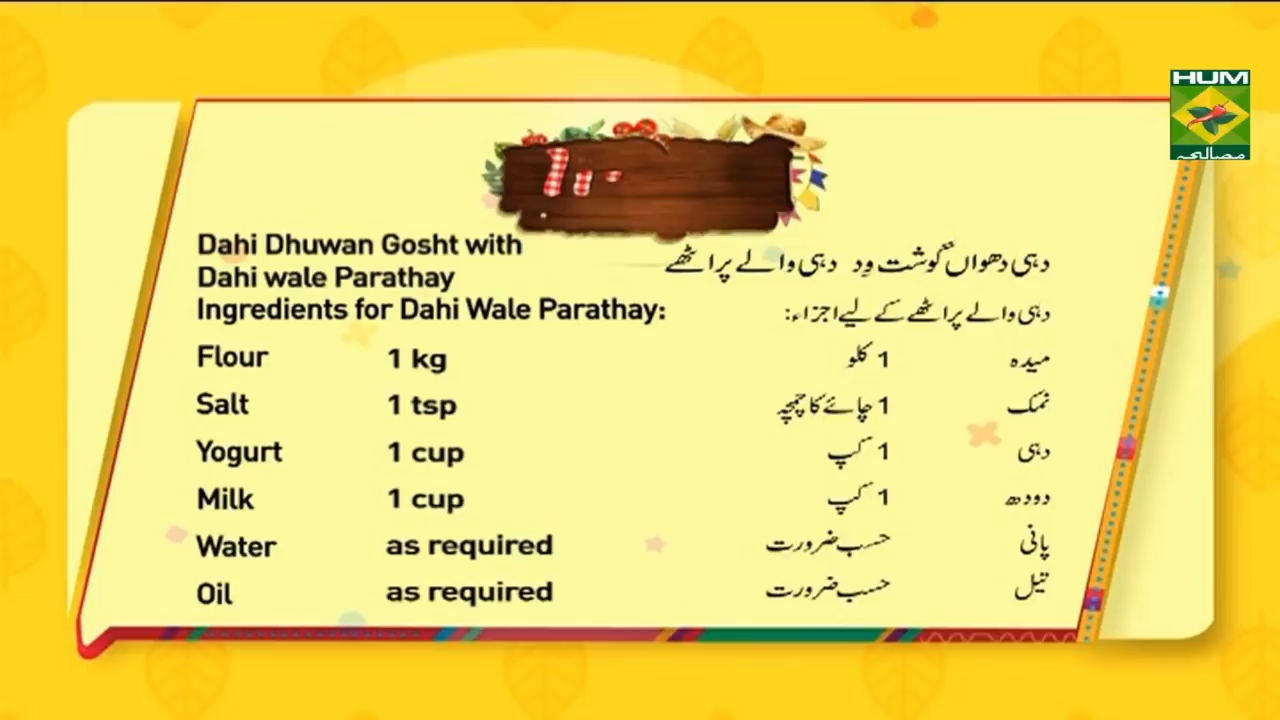 HUM
مصالحہ
Dahi Dhuwan Gosht with
Dahi wale Parathay
دہی دھواں گوشت وِد دہی والے پراٹھے
Ingredients for Dahi Wale Parathay:
دہی والے پراٹھے کے لیے اجزاء:
Flour 1 kg 1 کلو میدہ
Salt 1 tsp 1 چائے کا چمچہ نمک
Yogurt 1 cup 1 کپ دہی
Milk 1 cup 1 کپ دودھ
Water as required حسب ضرورت پانی
Oil as required حسب ضرورت تیل